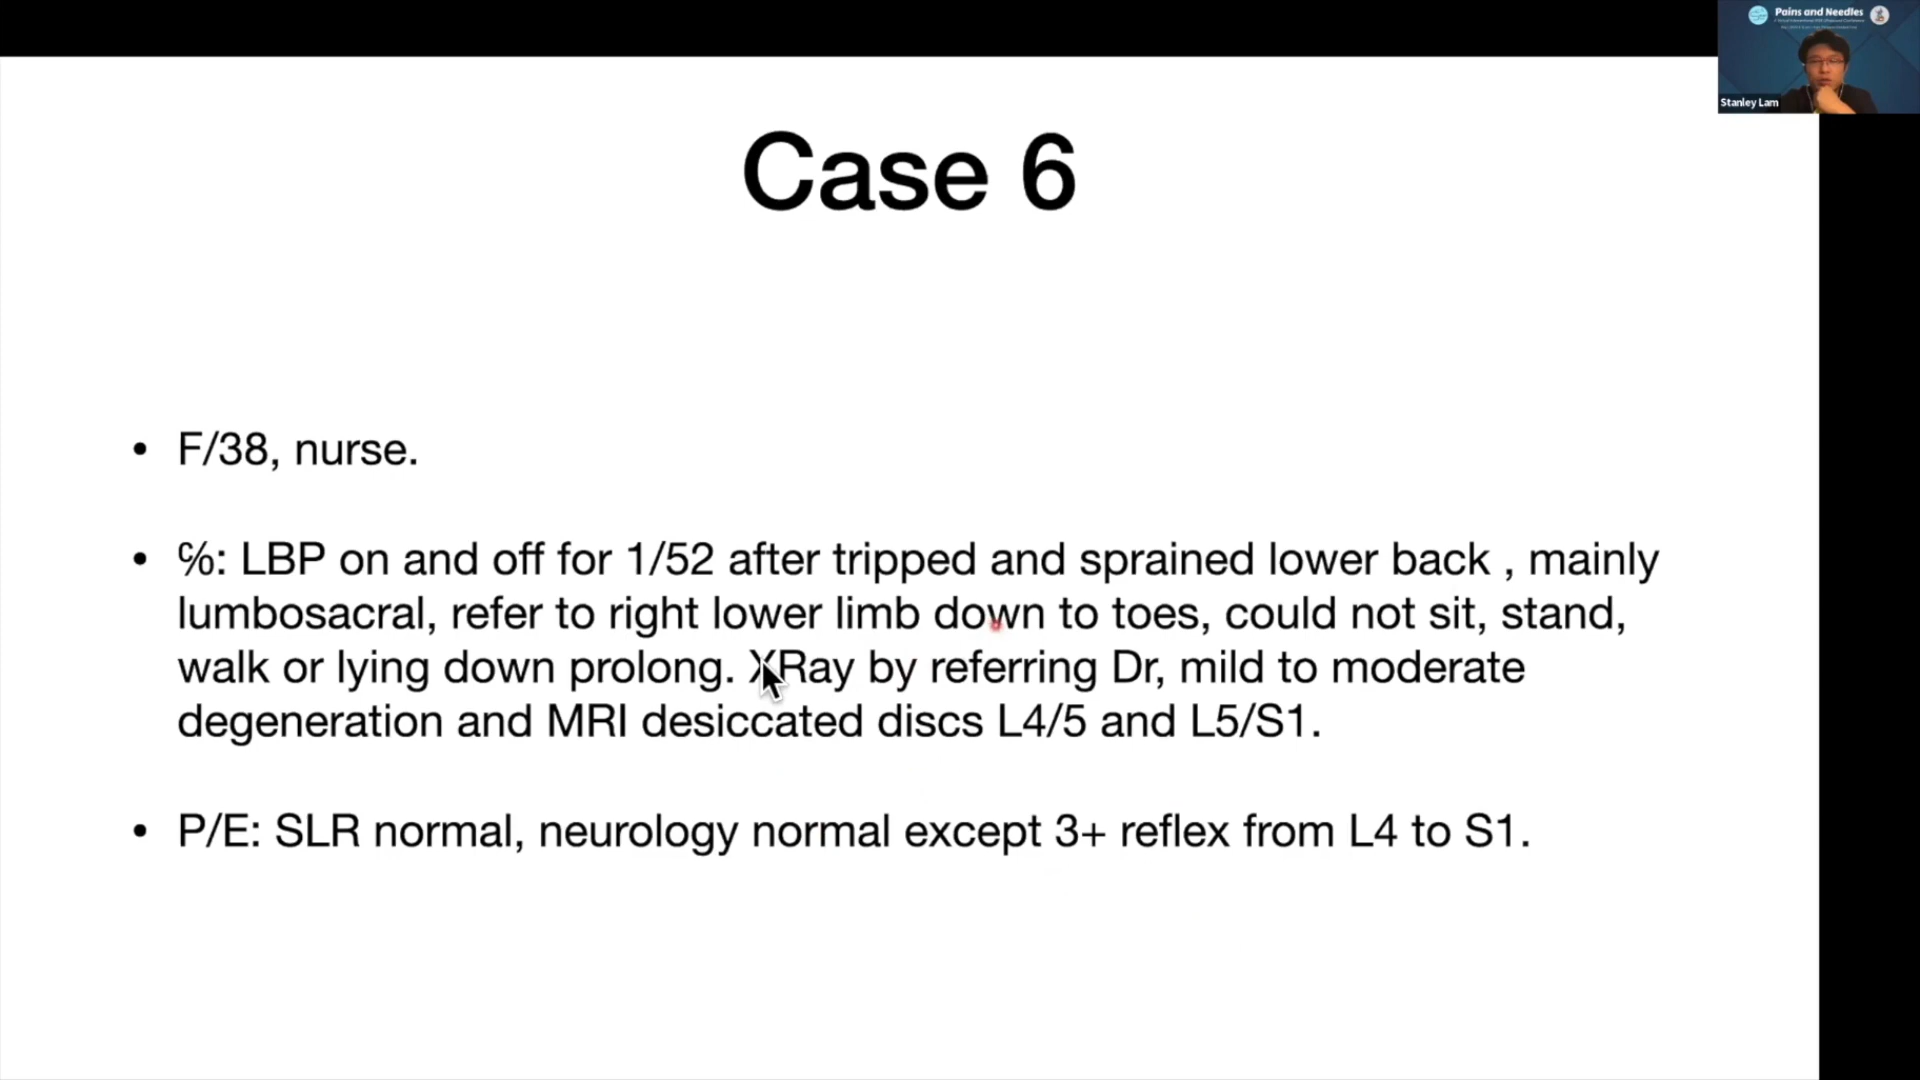 Pains and Needles
Stanley Lam
Case 6
• F/38, nurse.
• ℅: LBP on and off for 1/52 after tripped and sprained lower back , mainly
lumbosacral, refer to right lower limb down to toes, could not sit, stand,
walk or lying down prolong. XRay by referring Dr, mild to moderate
degeneration and MRI desiccated discs L4/5 and L5/S1.
• P/E: SLR normal, neurology normal except 3+ reflex from L4 to S1.